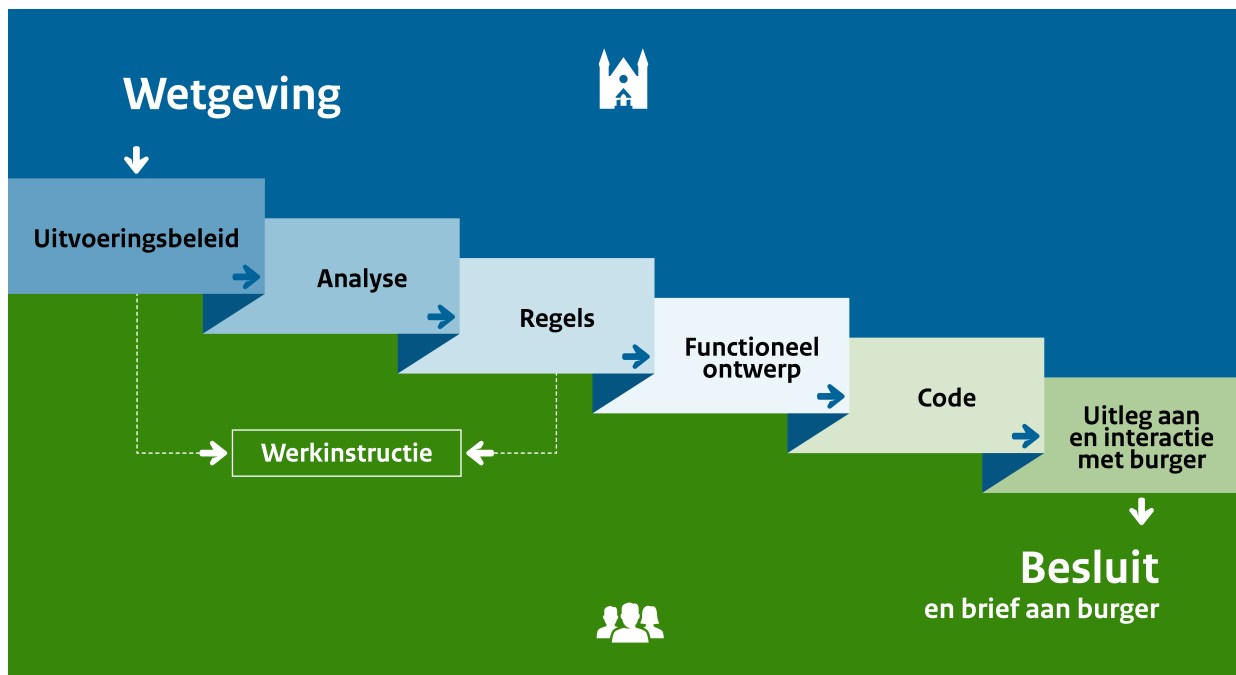 Wetgeving
Uitvoeringsbeleid
Analyse
Regels
Functioneel
ontwerp
Code
Uitleg aan
en interactie
met burger
Werkinstructie
Besluit
en brief aan burger